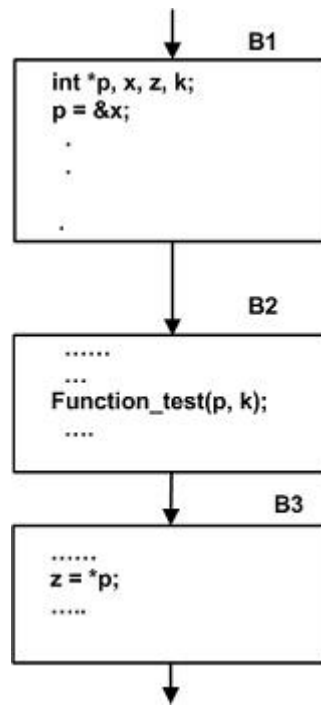 B1
int *p, x, z, k;
p = &x;
.
.
.
B2
......
...
Function_test(p, k);
....
B3
......
z = *p;
.....